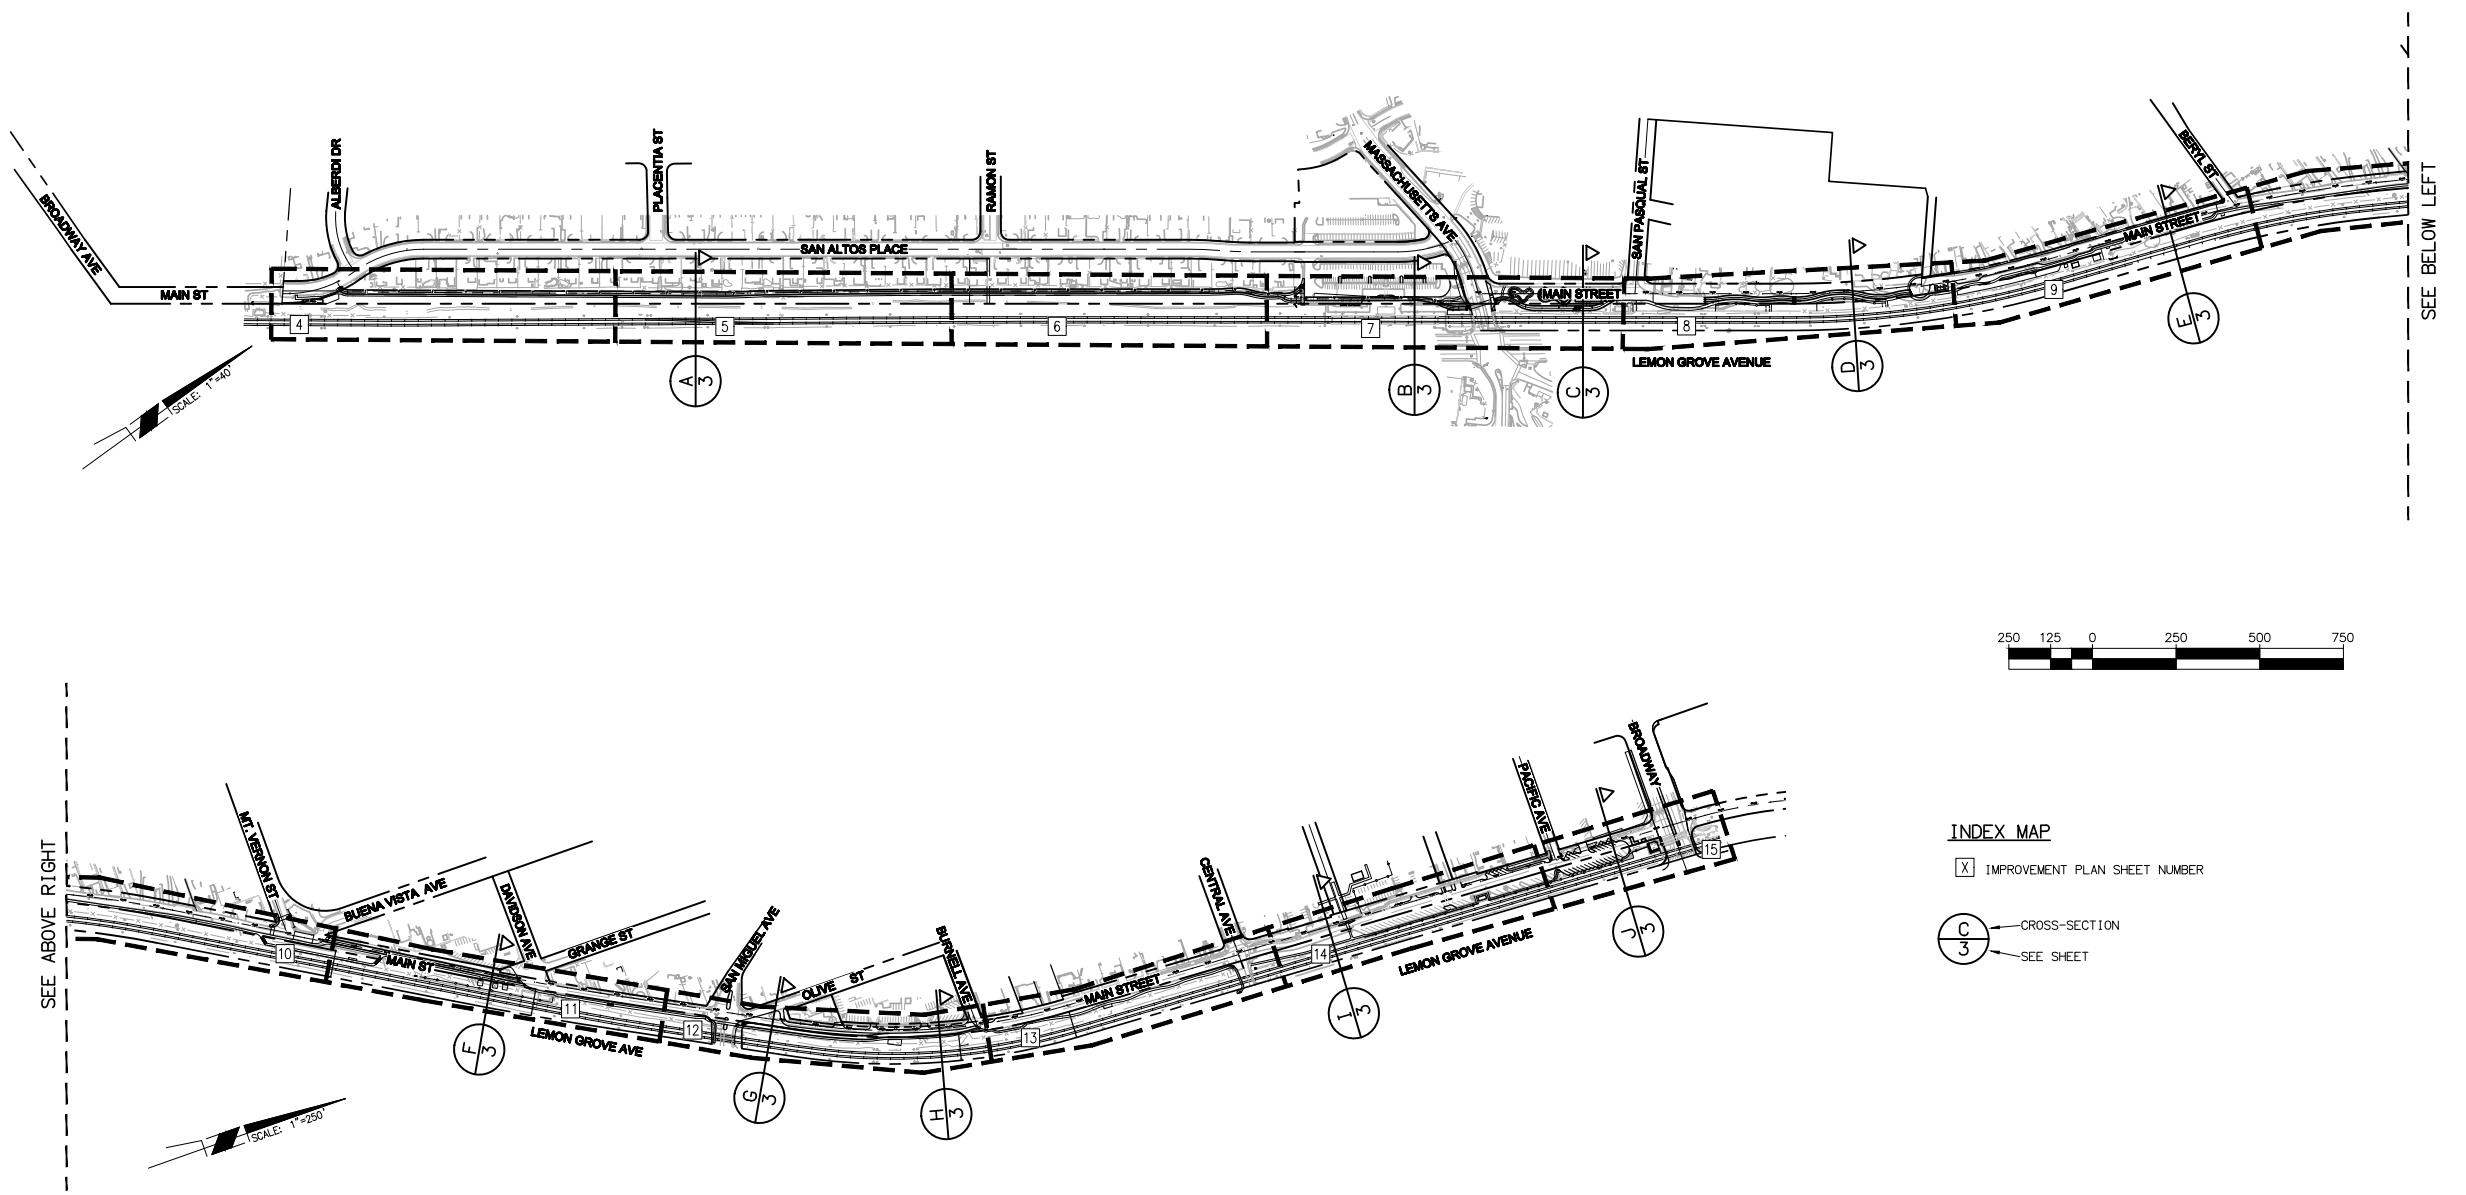 BROADWAY AVE
MAIN ST
ALBERDI DR
PLACENTIA ST
SAN ALTOS PLACE
RAMON ST
MASSACHUSETTS AVE
MAIN STREET
SAN PASQUAL ST
BERYL ST
MAIN STREET
SEE BELOW LEFT
4
5
6
7
8
9
LEMON GROVE AVENUE
A
3
B
3
C
3
D
3
E
3
SCALE: 1"=40'
250 125 0 250 500 750
SEE ABOVE RIGHT
MT. VERNON ST
BUENA VISTA AVE
DAVIDSON AVE
GRANGE ST
MAIN ST
SAN MIGUEL AVE
OLIVE ST
BURNELL AVE
MAIN STREET
CENTRAL AVE
PACIFIC AVE
BROADWAY
10
11
12
13
14
15
LEMON GROVE AVE
LEMON GROVE AVENUE
F
3
G
3
H
3
I
3
J
3
SCALE: 1"=250'
INDEX MAP
X IMPROVEMENT PLAN SHEET NUMBER
C
3
CROSS-SECTION
SEE SHEET